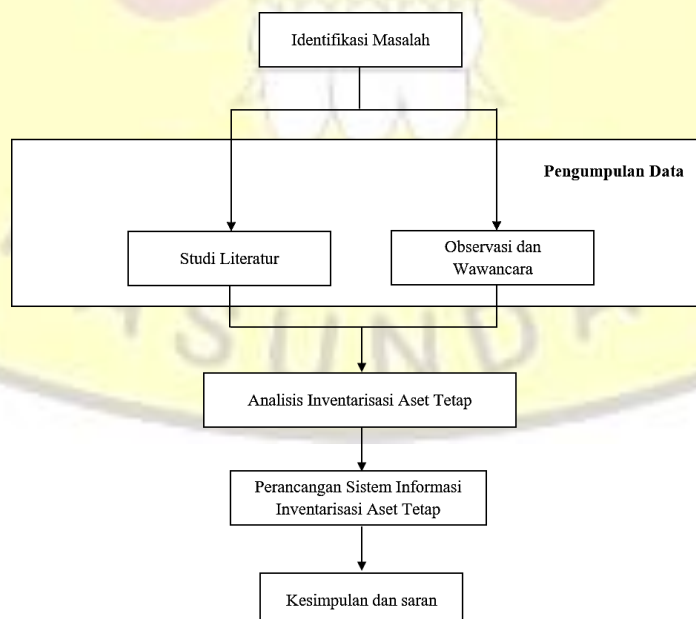 Identifikasi Masalah
Pengumpulan Data
Studi Literatur
Observasi dan
Wawancara
ASUNDA
Analisis Inventarisasi Aset Tetap
Perancangan Sistem Informasi
Inventarisasi Aset Tetap
Kesimpulan dan saran